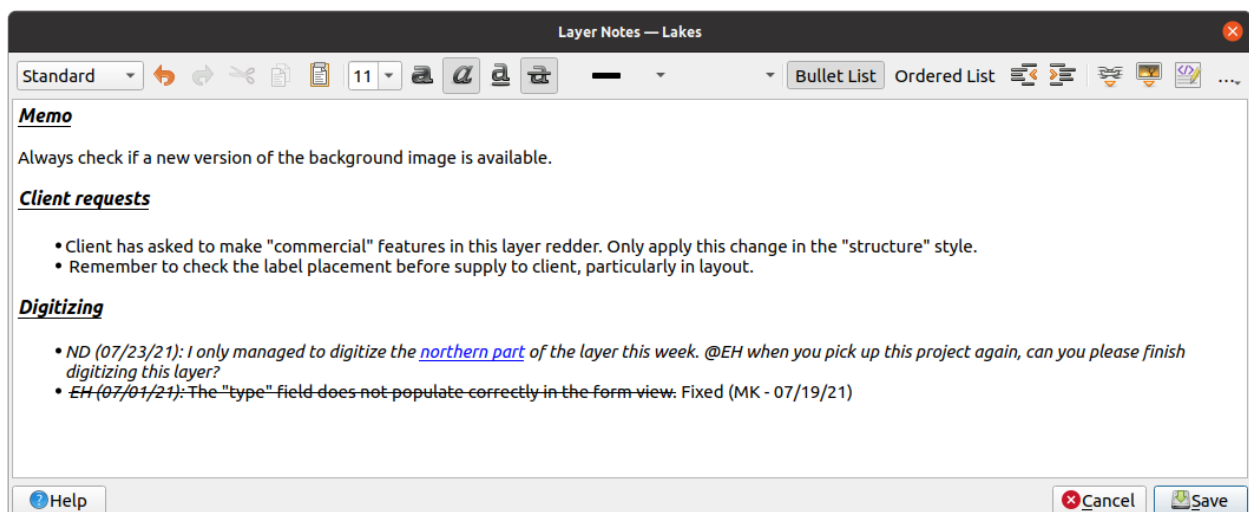 Layer Notes — Lakes
Standard 11 a a a a Bullet List Ordered List ...
Memo
Always check if a new version of the background image is available.
Client requests
• Client has asked to make "commercial" features in this layer redder. Only apply this change in the "structure" style.
• Remember to check the label placement before supply to client, particularly in layout.
Digitizing
• ND (07/23/21): I only managed to digitize the northern part of the layer this week. @EH when you pick up this project again, can you please finish
digitizing this layer?
• EH (07/01/21): The "type" field does not populate correctly in the form view. Fixed (MK - 07/19/21)
Help Cancel Save